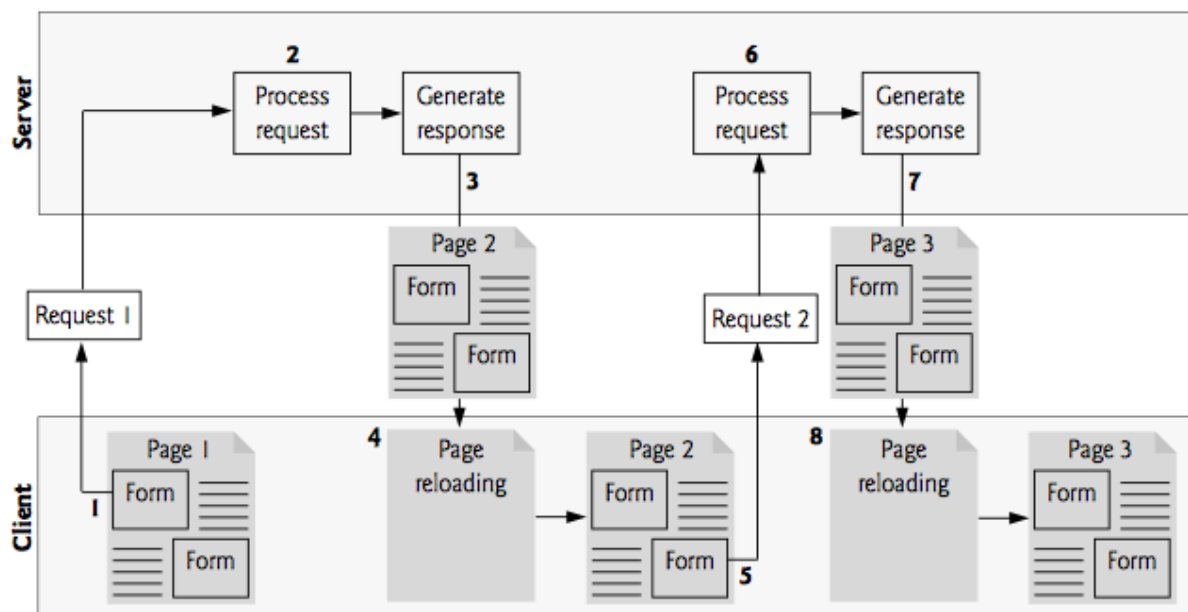 Server
2
Process
request
Generate
response
3
6
Process
request
Generate
response
7
Page 2
Form
Form
Page 3
Form
Form
Request 1
Request 2
Client
Page 1
Form
1
Form
4
Page
reloading
Page 2
Form
Form
5
8
Page
reloading
Page 3
Form
Form